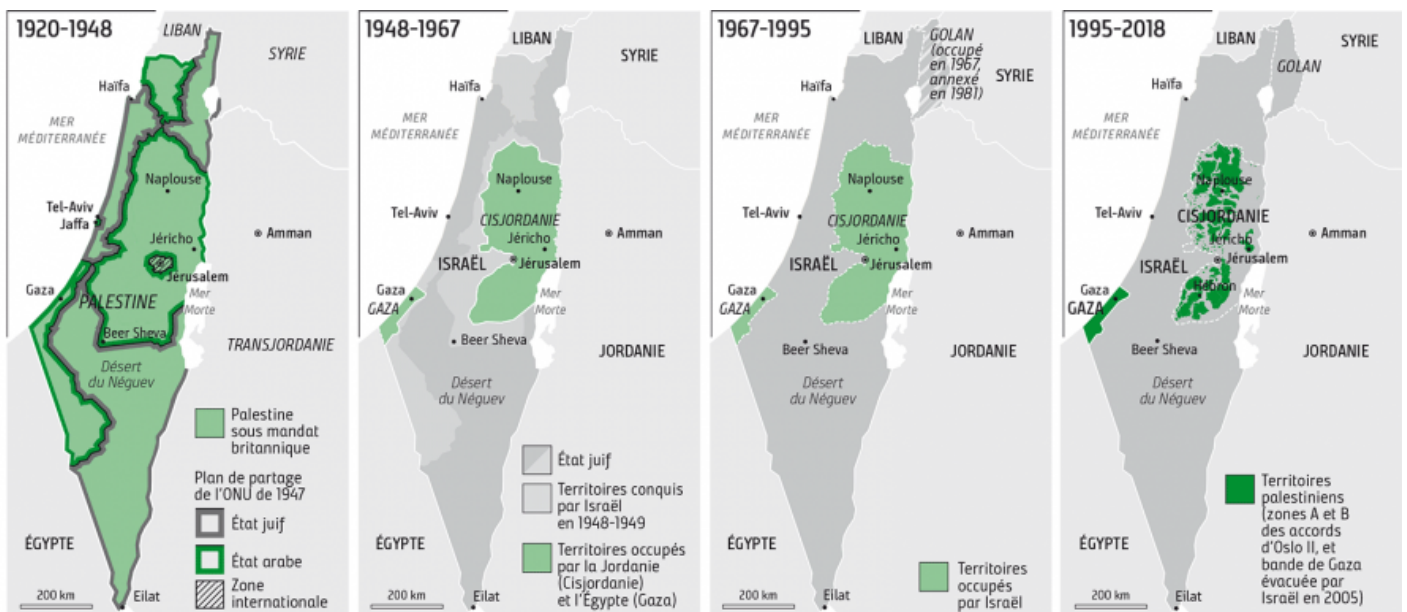 1920-1948
LIBAN
SYRIE
Haïfa
MER
MÉDITERRANÉE
Naplouse
Tel-Aviv
Jaffa
Jéricho
Amman
Jérusalem
Gaza
PALESTINE
Mer
Morte
Beer Sheva
TRANSJORDANIE
Désert
du Néguev
Palestine
sous mandat
britannique
Plan de partage
de l'ONU de 1947
État juif
ÉGYPTE
État arabe
Zone
internationale
200 km
Eilat
1948-1967
LIBAN
SYRIE
Haïfa
MER
MÉDITERRANÉE
Naplouse
Tel-Aviv
CISJORDANIE
Jéricho
Amman
ISRAËL
Jérusalem
Gaza
GAZA
Mer
Morte
Beer Sheva
JORDANIE
Désert
du Néguev
État juif
Territoires conquis
par Israël
en 1948-1949
ÉGYPTE
Territoires occupés
par la Jordanie
(Cisjordanie)
et l'Égypte (Gaza)
200 km
Eilat
1967-1995
LIBAN
GOLAN
(occupé
en 1967,
annexé
en 1981)
SYRIE
Haïfa
MER
MÉDITERRANÉE
Naplouse
Tel-Aviv
CISJORDANIE
Jéricho
Amman
ISRAËL
Jérusalem
Gaza
GAZA
Mer
Morte
Beer Sheva
JORDANIE
Désert
du Néguev
ÉGYPTE
Territoires
occupés
par Israël
200 km
Eilat
1995-2018
LIBAN
SYRIE
GOLAN
Haïfa
MER
MÉDITERRANÉE
Naplouse
Tel-Aviv
CISJORDANIE
Jéricho
Amman
ISRAËL
Jérusalem
Hébron
Gaza
GAZA
Mer
Morte
Beer Sheva
JORDANIE
Désert
du Néguev
Territoires
palestiniens
(zones A et B
des accords
d'Oslo II, et
bande de Gaza
évacuée par
Israël en 2005)
ÉGYPTE
200 km
Eilat